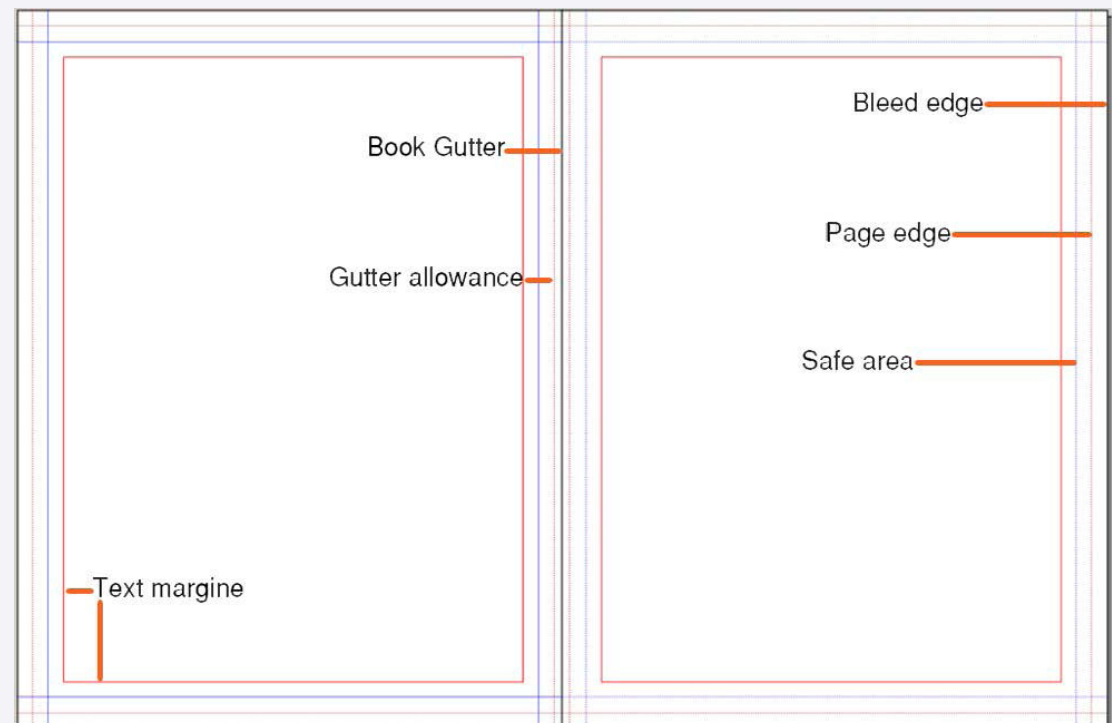 Bleed edge
Book Gutter
Page edge
Gutter allowance
Safe area
Text margine